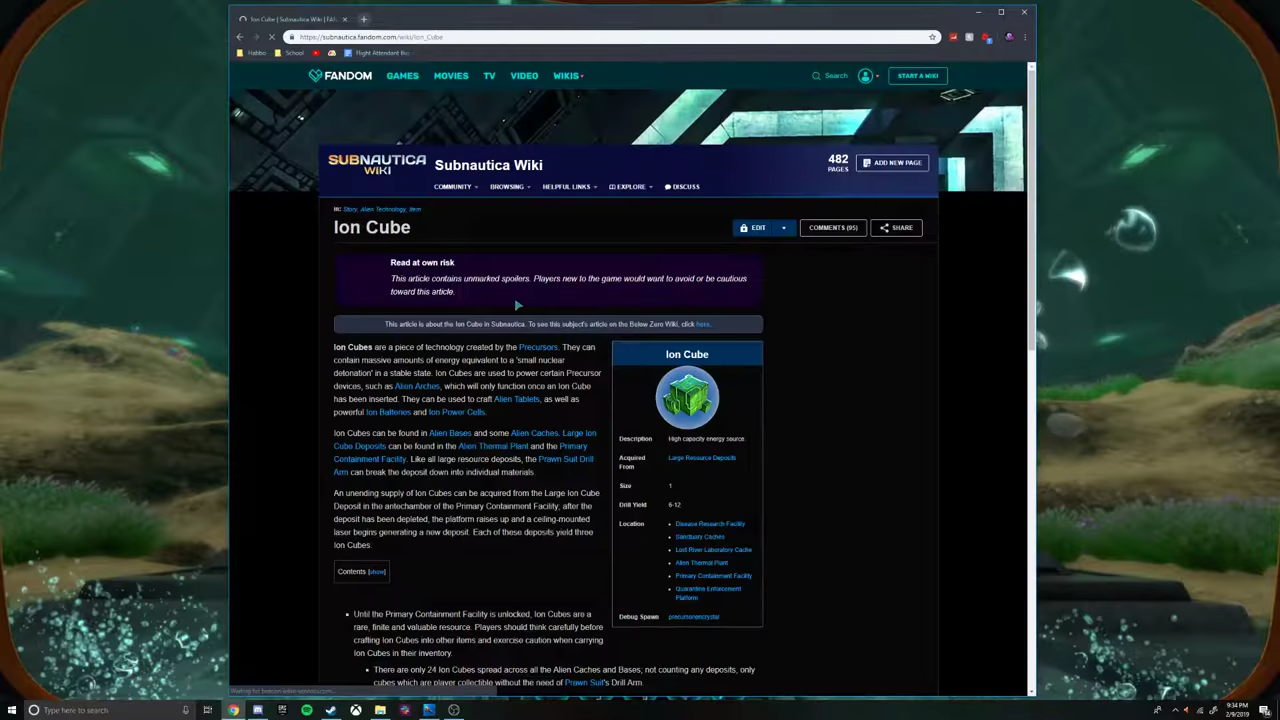 Ion Cube | Subnautica Wiki | FA
https://subnautica.fandom.com/wiki/Ion_Cube
Habbo School Flight Attendant Bu
FANDOM GAMES MOVIES TV VIDEO WIKIS Search START A WIKI
SUBNAUTICA WIKI Subnautica Wiki 482 PAGES ADD NEW PAGE
COMMUNITY BROWSING HELPFUL LINKS EXPLORE DISCUSS
IN: Story, Alien Technology, Item
Ion Cube EDIT COMMENTS (95) SHARE
Read at own risk
This article contains unmarked spoilers. Players new to the game would want to avoid or be cautious
toward this article.
This article is about the Ion Cube in Subnautica. To see this subject's article on the Below Zero Wiki, click here.
Ion Cubes are a piece of technology created by the Precursors. They can
contain massive amounts of energy equivalent to a 'small nuclear
detonation' in a stable state. Ion Cubes are used to power certain Precursor
devices, such as Alien Arches, which will only function once an Ion Cube
has been inserted. They can be used to craft Alien Tablets, as well as
powerful Ion Batteries and Ion Power Cells.
Ion Cubes can be found in Alien Bases and some Alien Caches. Large Ion
Cube Deposits can be found in the Alien Thermal Plant and the Primary
Containment Facility. Like all large resource deposits, the Prawn Suit Drill
Arm can break the deposit down into individual materials.
An unending supply of Ion Cubes can be acquired from the Large Ion Cube
Deposit in the antechamber of the Primary Containment Facility; after the
deposit has been depleted, the platform raises up and a ceiling-mounted
laser begins generating a new deposit. Each of these deposits yield three
Ion Cubes.
Contents [show]
Until the Primary Containment Facility is unlocked, Ion Cubes are a
rare, finite and valuable resource. Players should think carefully before
crafting Ion Cubes into other items and exercise caution when carrying
Ion Cubes in their inventory.
There are only 24 Ion Cubes spread across all the Alien Caches and Bases; not counting any deposits, only
cubes which are player collectible without the need of Prawn Suit's Drill Arm.
Ion Cube
Description High capacity energy source.
Acquired From Large Resource Deposits
Size 1
Drill Yield 6-12
Location Disease Research Facility
Sanctuary Caches
Lost River Laboratory Cache
Alien Thermal Plant
Primary Containment Facility
Quarantine Enforcement
Platform
Debug Spawn precursorioncrystal
Type here to search
9:34 PM
2/9/2019